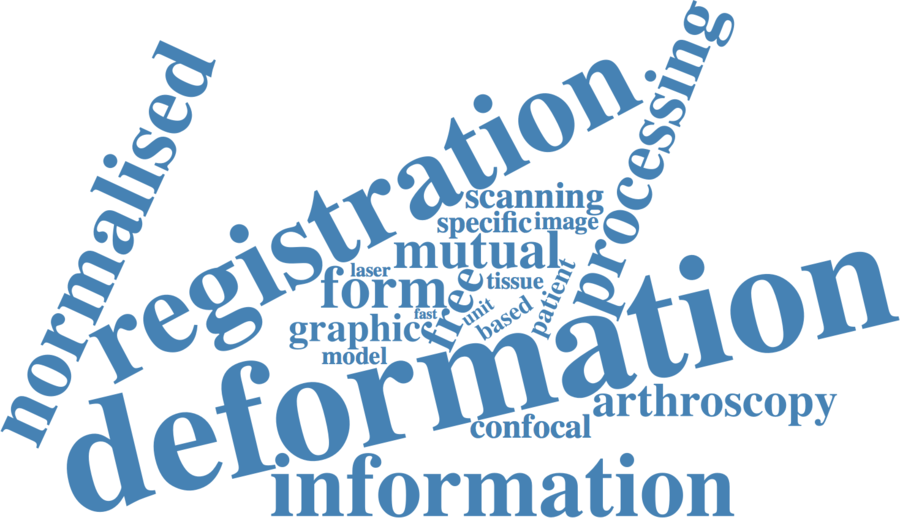 normalised
registration
processing
scanning
specific image
mutual
laser
form
free
tissue
patient
fast
unit
based
graphics
model
deformation
arthroscopy
confocal
information